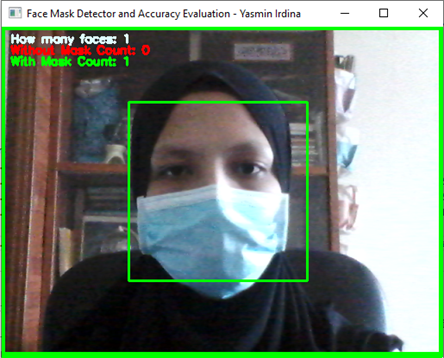 Face Mask Detector and Accuracy Evaluation - Yasmin Irdina
How many faces: 1
Without Mask Count: 0
With Mask Count: 1